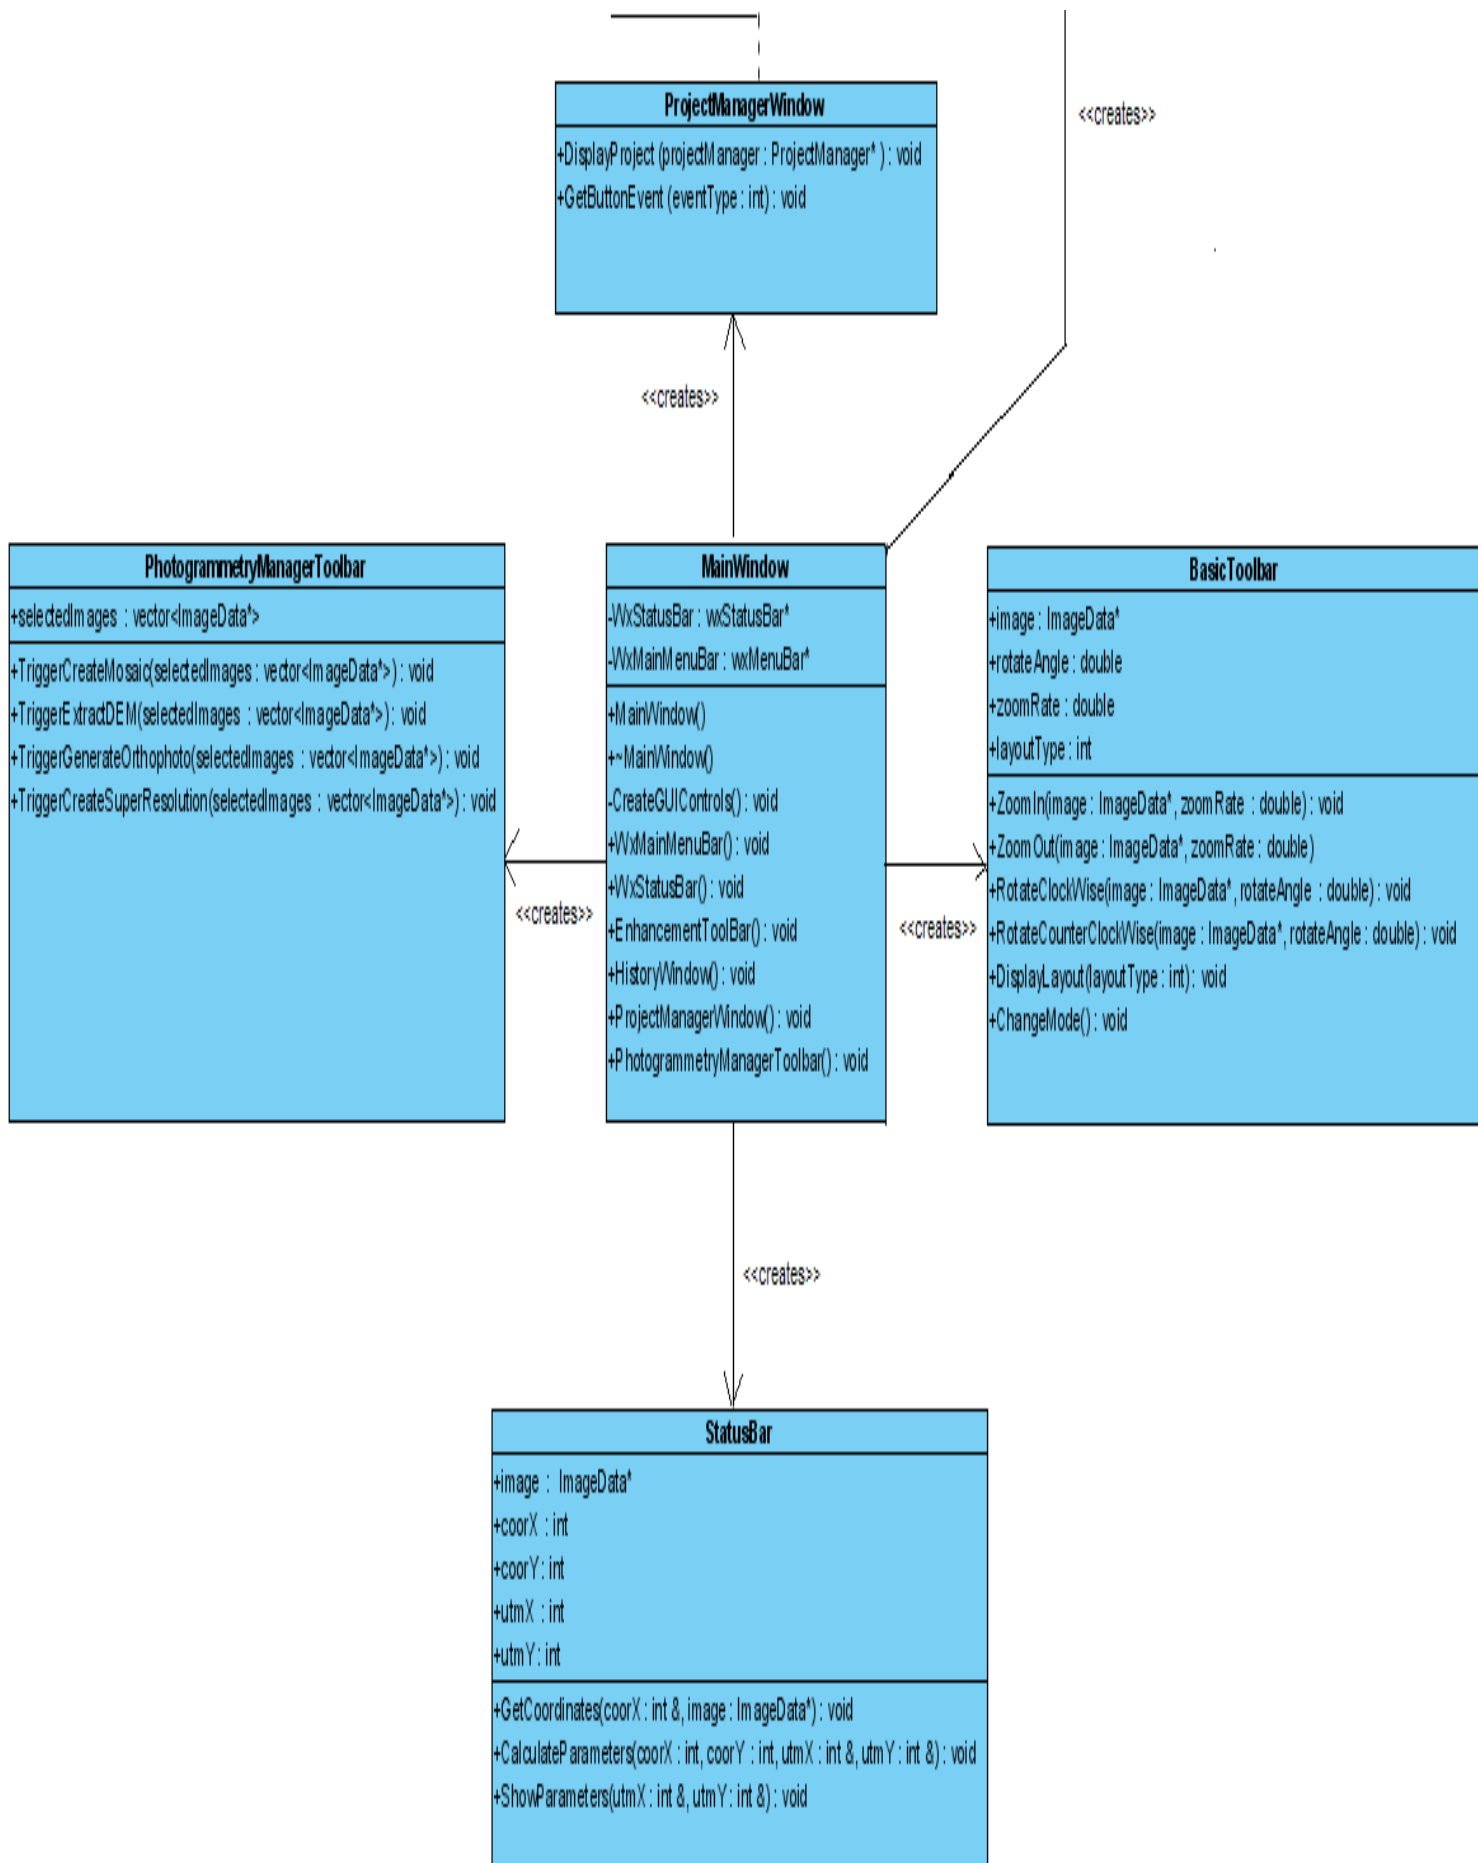 <<creates>>
ProjectManagerWindow
+DisplayProject (projectManager : ProjectManager* ) : void
+GetButtonEvent (eventType : int) : void
<<creates>>
PhotogrammetryManagerToolbar
+selectedImages : vector<ImageData*>
+TriggerCreateMosaic(selectedImages : vector<ImageData*>) : void
+TriggerExtractDEM(selectedImages : vector<ImageData*>) : void
+TriggerGenerateOrthophoto(selectedImages : vector<ImageData*>) : void
+TriggerCreateSuperResolution(selectedImages : vector<ImageData*>) : void
<<creates>>
MainWindow
-WxStatusBar : wxStatusBar*
-WxMainMenuBar : wxMenuBar*
+MainWindow()
+~MainWindow()
-CreateGUIControls() : void
+WxMainMenuBar() : void
+WxStatusBar() : void
+EnhancementToolBar() : void
+HistoryWindow() : void
+ProjectManagerWindow() : void
+PhotogrammetryManagerToolbar() : void
<<creates>>
BasicToolbar
+image : ImageData*
+rotateAngle : double
+zoomRate : double
+layoutType : int
+ZoomIn(image : ImageData*, zoomRate : double) : void
+ZoomOut(image : ImageData*, zoomRate : double)
+RotateClockWise(image : ImageData*, rotateAngle : double) : void
+RotateCounterClockWise(image : ImageData*, rotateAngle : double) : void
+DisplayLayout(layoutType : int) : void
+ChangeMode() : void
<<creates>>
StatusBar
+image : ImageData*
+coorX : int
+coorY : int
+utmX : int
+utmY : int
+GetCoordinates(coorX : int &, image : ImageData*) : void
+CalculateParameters(coorX : int, coorY : int, utmX : int &, utmY : int &) : void
+ShowParameters(utmX : int &, utmY : int &) : void